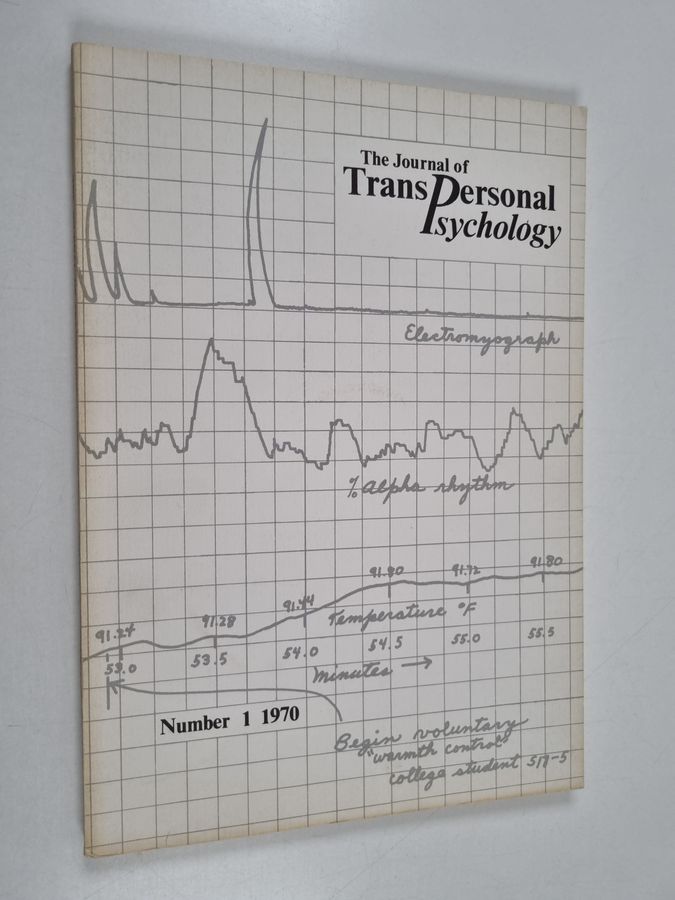 The Journal of
TransPersonal
Psychology
Electromyograph
% Alpha rhythm
91.24 91.28 91.44 91.80 91.72 91.80
Temperature °F
53.0 53.5 54.0 54.5 55.0 55.5
Minutes →
Number 1 1970
Begin voluntary
"warmth control"
college student